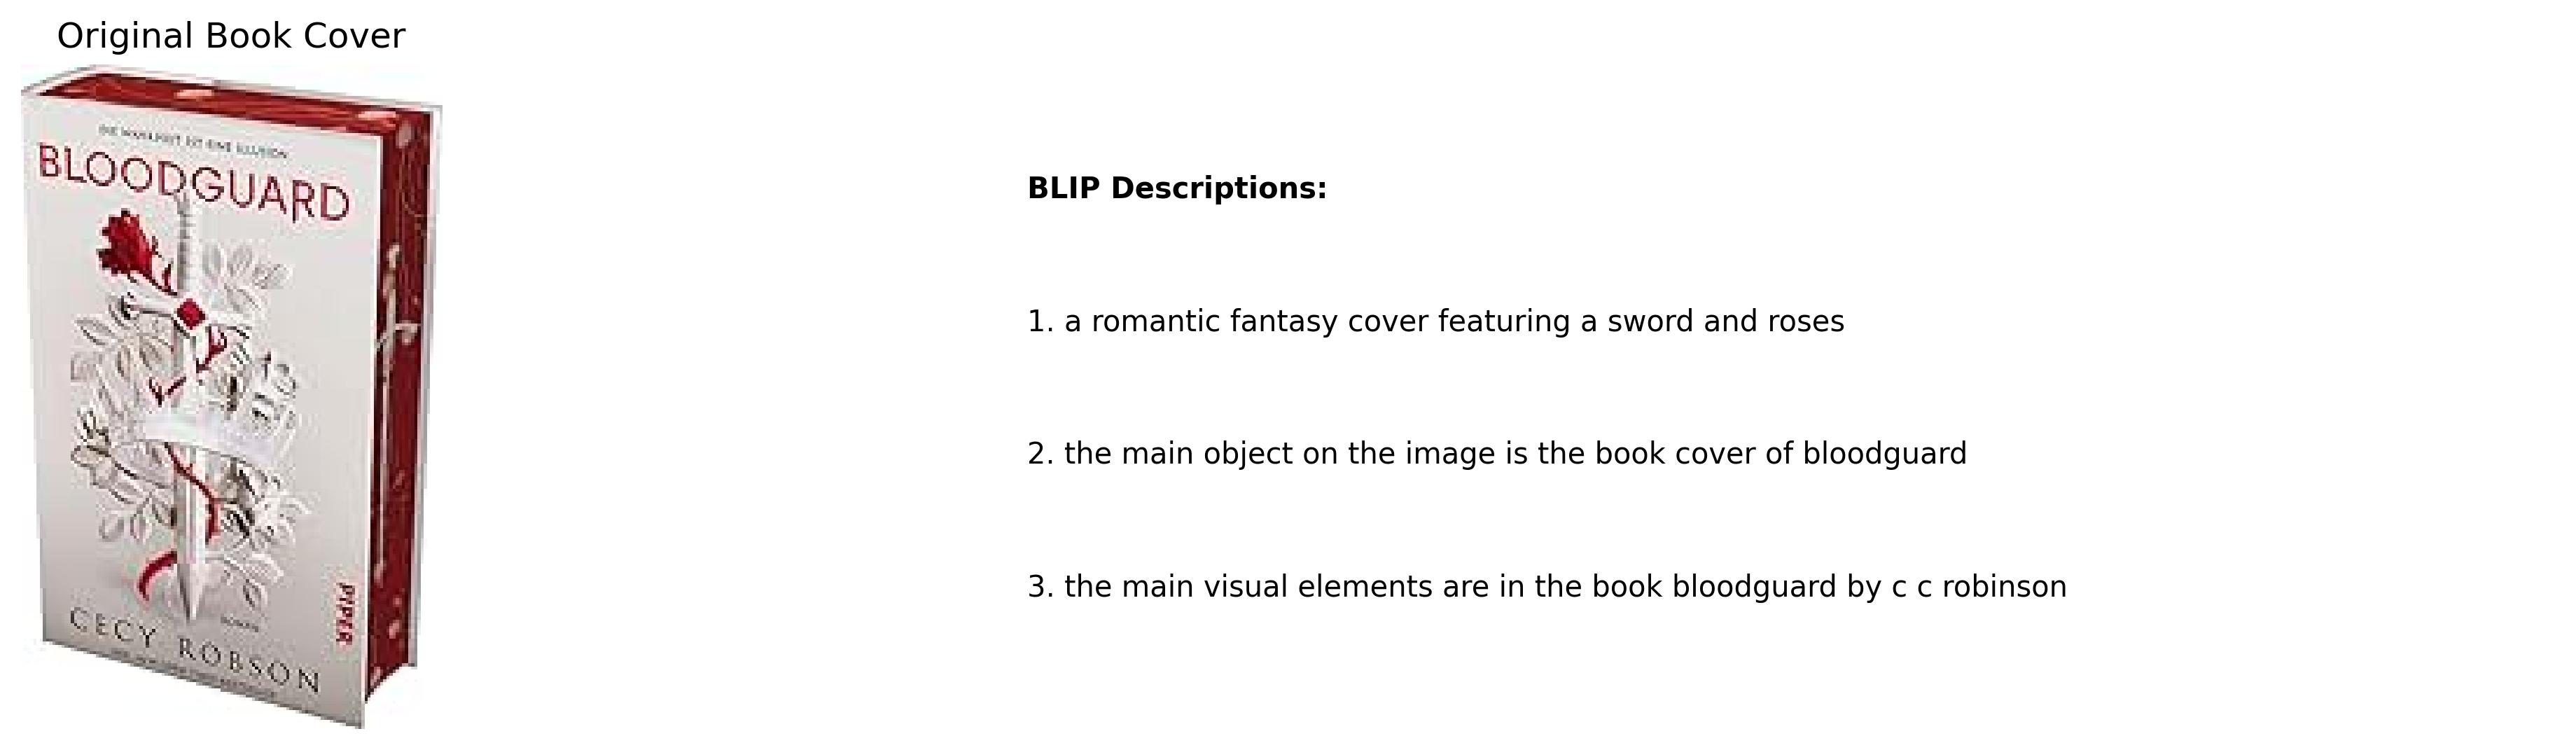 Original Book Cover
DIE WAHRHEIT IST EINE ILLUSION
BLOODGUARD
ROMAN
PIPER
CECY ROBSON
BLIP Descriptions:
1. a romantic fantasy cover featuring a sword and roses
2. the main object on the image is the book cover of bloodguard
3. the main visual elements are in the book bloodguard by c c robinson